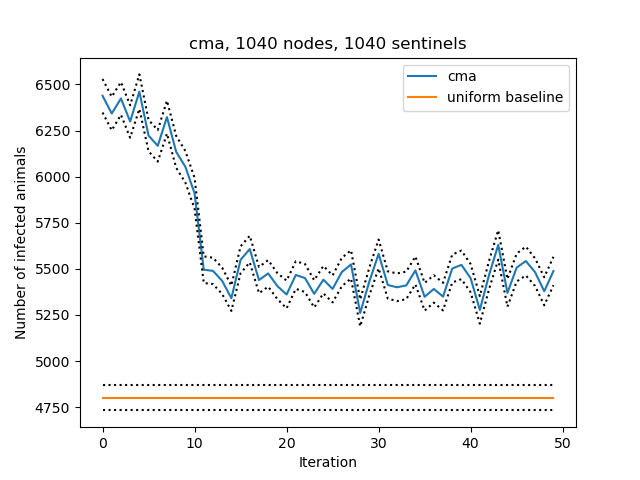 cma, 1040 nodes, 1040 sentinels
cma
uniform baseline
Number of infected animals
6500
6250
6000
5750
5500
5250
5000
4750
0 10 20 30 40 50
Iteration